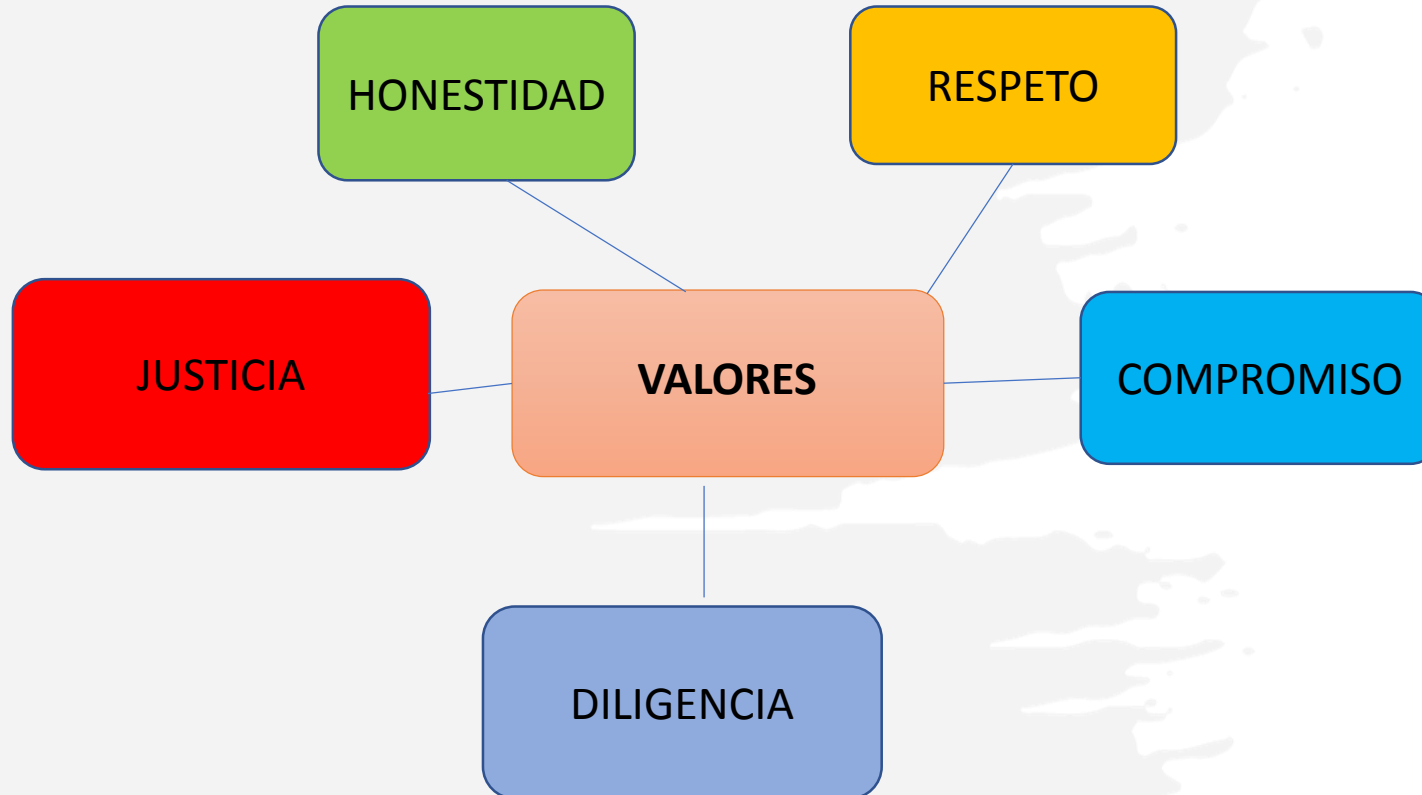 HONESTIDAD
RESPETO
JUSTICIA
VALORES
COMPROMISO
DILIGENCIA